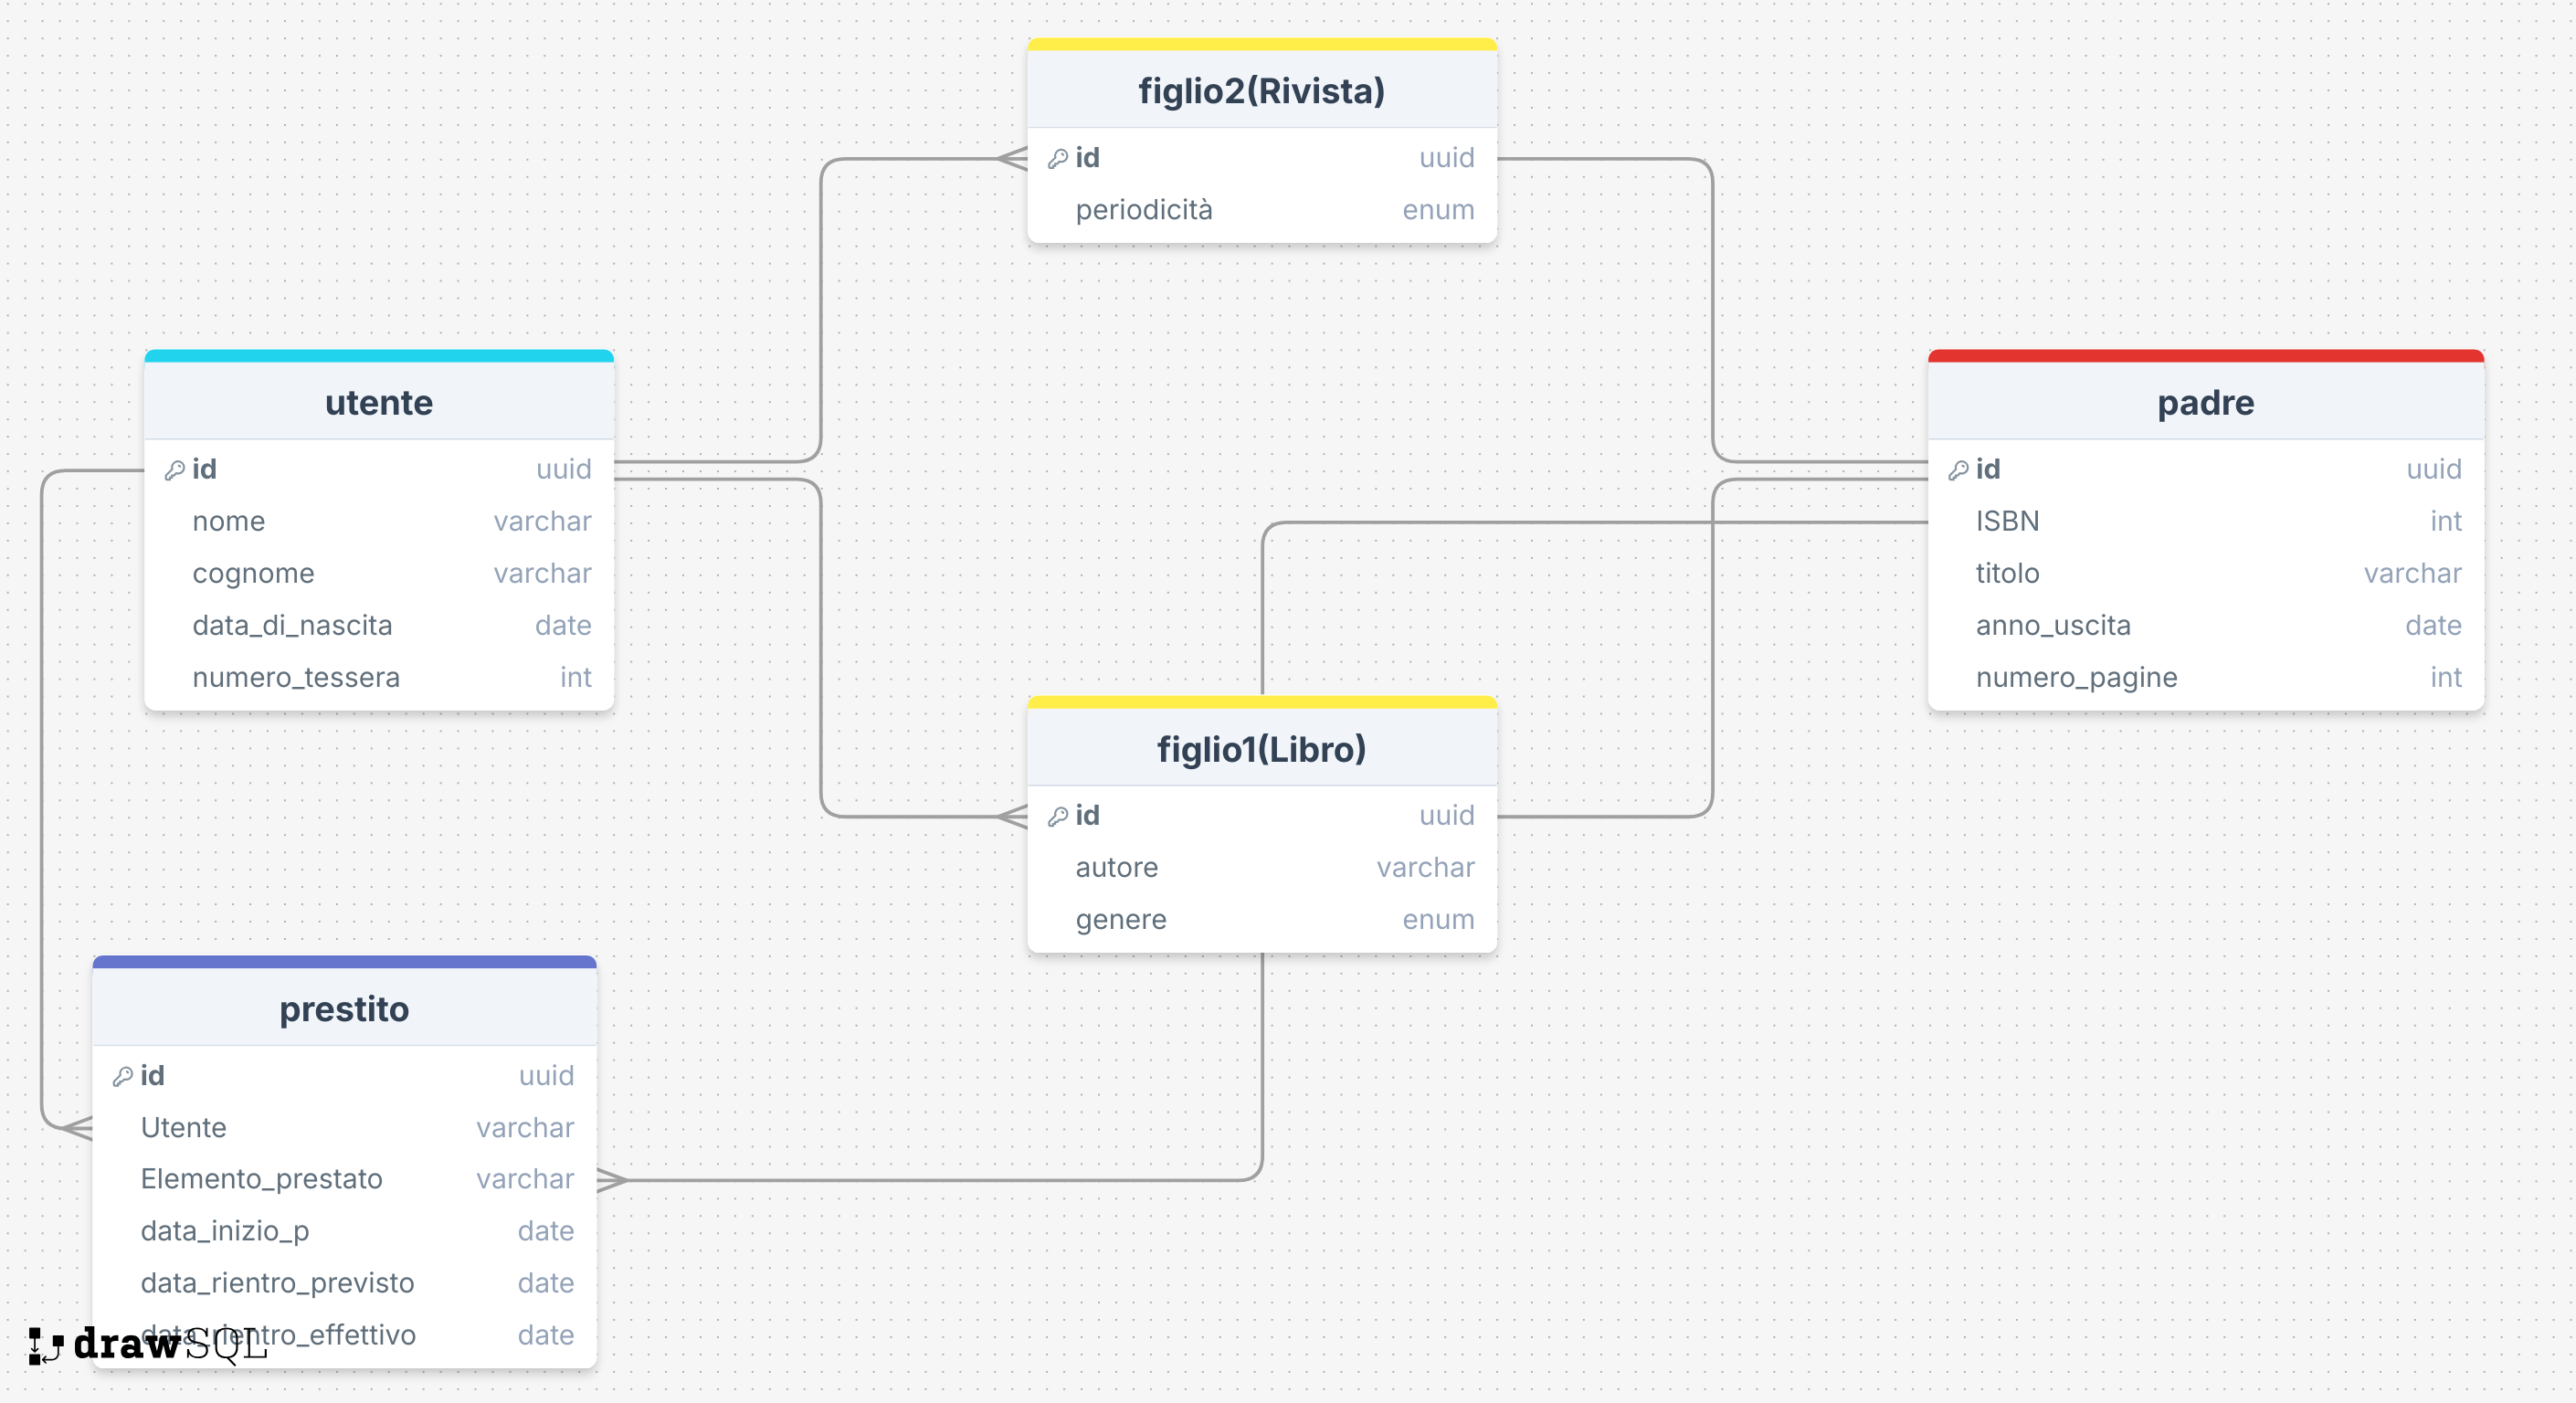 figlio2(Rivista)
id uuid
periodicità enum
utente
id uuid
nome varchar
cognome varchar
data_di_nascita date
numero_tessera int
padre
id uuid
ISBN int
titolo varchar
anno_uscita date
numero_pagine int
figlio1(Libro)
id uuid
autore varchar
genere enum
prestito
id uuid
Utente varchar
Elemento_prestato varchar
data_inizio_p date
data_rientro_previsto date
data_rientro_effettivo date
drawSQL